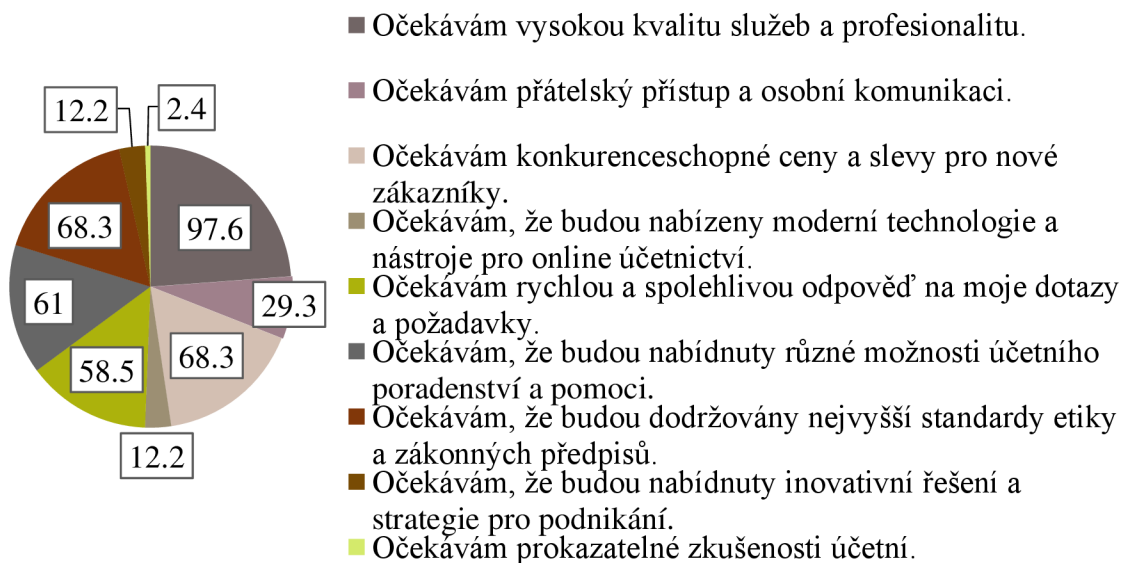 12.2
2.4
97.6
29.3
68.3
12.2
58.5
61
68.3
Očekávám vysokou kvalitu služeb a profesionalitu.
Očekávám přátelský přístup a osobní komunikaci.
Očekávám konkurenceschopné ceny a slevy pro nové
zákazníky.
Očekávám, že budou nabízeny moderní technologie a
nástroje pro online účetnictví.
Očekávám rychlou a spolehlivou odpověď na moje dotazy
a požadavky.
Očekávám, že budou nabídnuty různé možnosti účetního
poradenství a pomoci.
Očekávám, že budou dodržovány nejvyšší standardy etiky
a zákonných předpisů.
Očekávám, že budou nabídnuty inovativní řešení a
strategie pro podnikání.
Očekávám prokazatelné zkušenosti účetní.